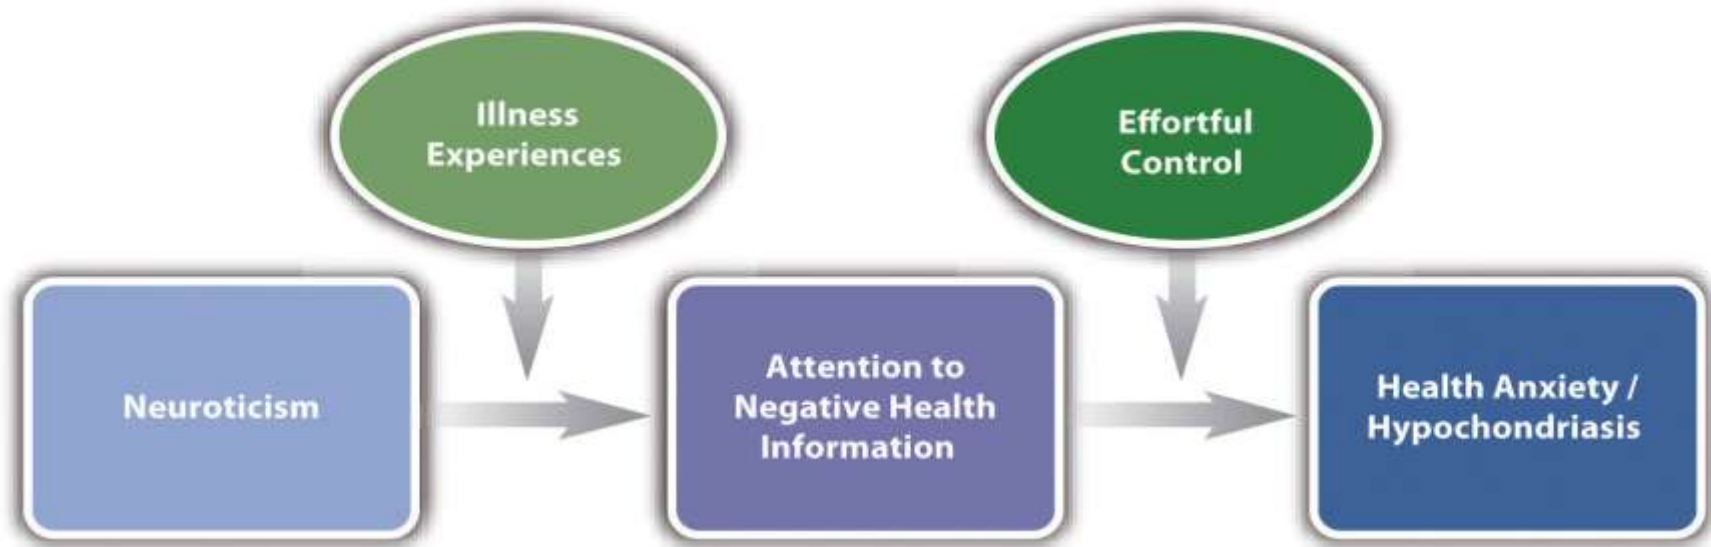 Illness
Experiences
Effortful
Control
Neuroticism
Attention to
Negative Health
Information
Health Anxiety /
Hypochondriasis